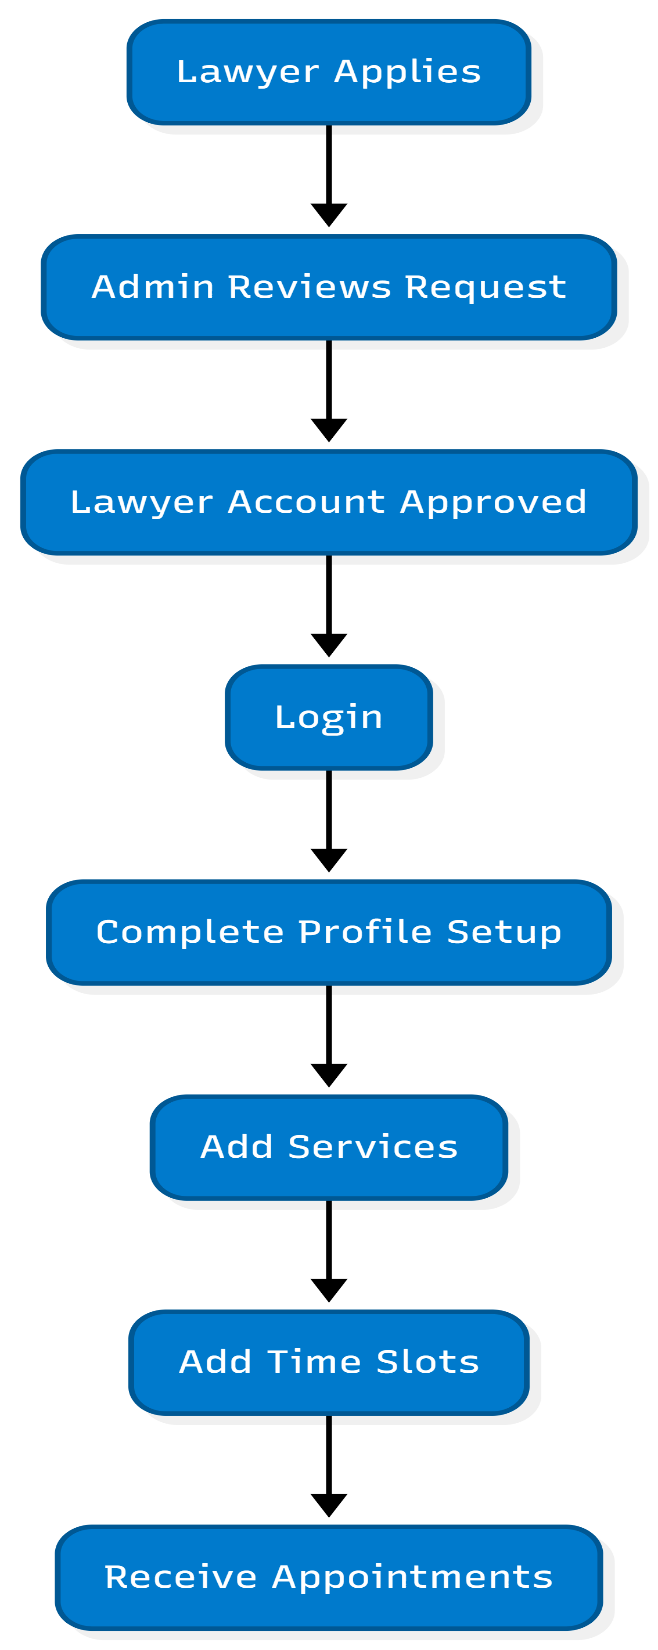 Lawyer Applies
Admin Reviews Request
Lawyer Account Approved
Login
Complete Profile Setup
Add Services
Add Time Slots
Receive Appointments